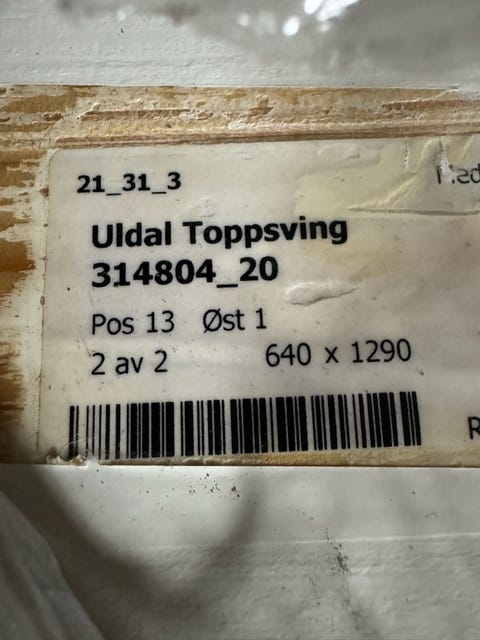 21_31_3
Uldal Toppsving
314804_20
Pos 13 Øst 1
2 av 2 640 x 1290